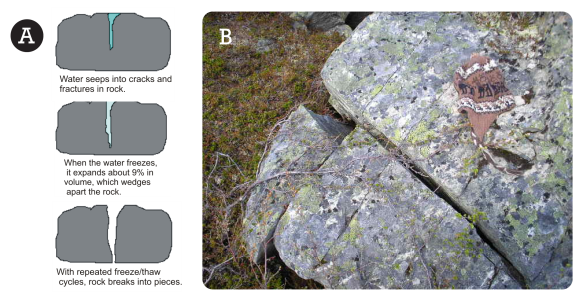 A
Water seeps into cracks and
fractures in rock.
When the water freezes,
it expands about 9% in
volume, which wedges
apart the rock.
With repeated freeze/thaw
cycles, rock breaks into pieces.
B